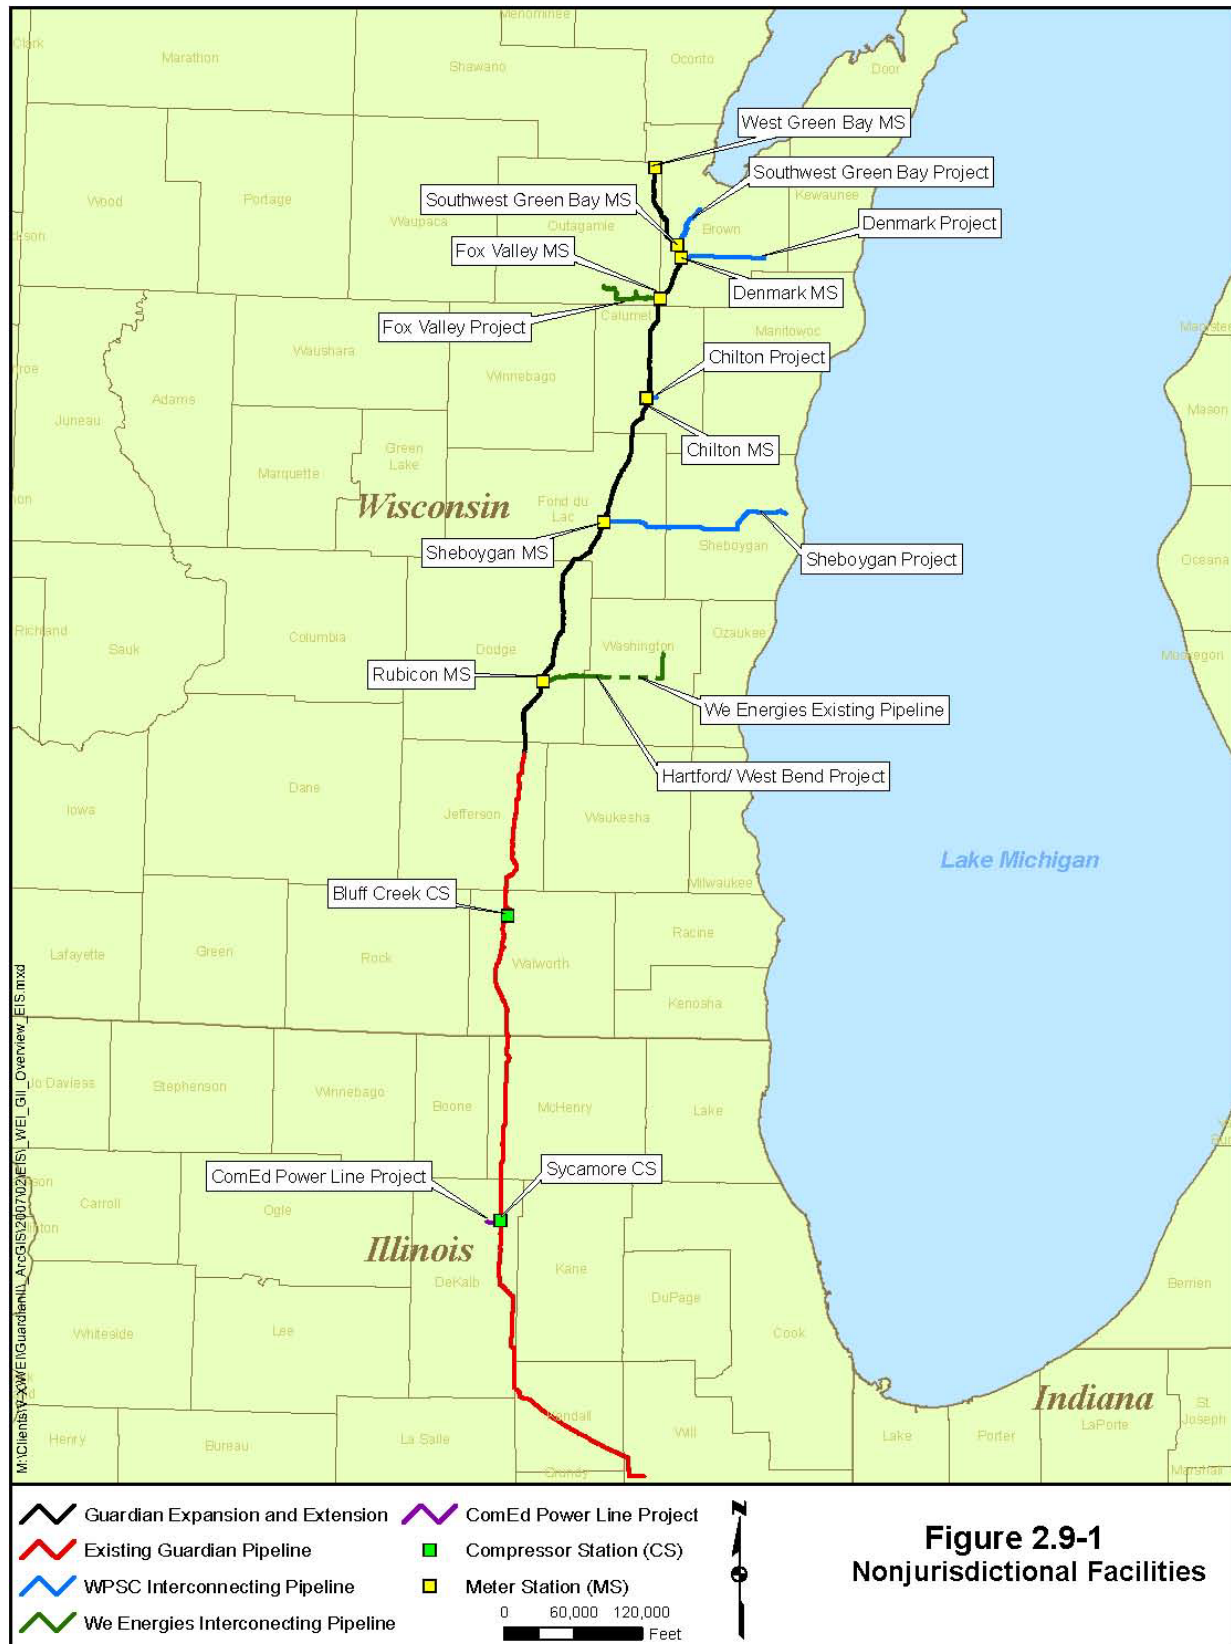 Menominee
Clark
Marathon
Shawano
Oconto
Door
West Green Bay MS
Southwest Green Bay Project
Southwest Green Bay MS
Wood
Portage
Waupaca
Outagamie
Brown
Kewaunee
Denmark Project
Fox Valley MS
Denmark MS
Fox Valley Project
Calumet
Manitowoc
Waushara
Winnebago
Chilton Project
Juneau
Adams
Mason
Chilton MS
Marquette
Green
Lake
Wisconsin
Fond du
Lac
Sheboygan
Sheboygan MS
Sheboygan Project
Oceana
Richland
Sauk
Columbia
Dodge
Washington
Ozaukee
Muskegon
Rubicon MS
We Energies Existing Pipeline
Hartford/ West Bend Project
Iowa
Dane
Jefferson
Waukesha
Lake Michigan
Milwaukee
Bluff Creek CS
Lafayette
Green
Rock
Walworth
Racine
Kenosha
Jo Daviess
Stephenson
Winnebago
Boone
McHenry
Lake
ComEd Power Line Project
Sycamore CS
Carroll
Ogle
Illinois
DeKalb
Kane
DuPage
Cook
Berrien
Whiteside
Lee
Indiana
LaPorte
St.
Joseph
Henry
Bureau
La Salle
Kendall
Grundy
Will
Lake
Porter
Marshall
Guardian Expansion and Extension
Existing Guardian Pipeline
WPSC Interconnecting Pipeline
We Energies Interconecting Pipeline
ComEd Power Line Project
Compressor Station (CS)
Meter Station (MS)
0 60,000 120,000
Feet
N
Figure 2.9-1
Nonjurisdictional Facilities